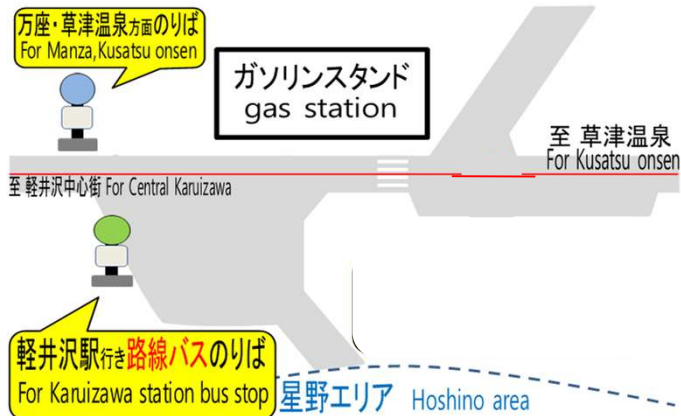 万座・草津温泉方面のりば
For Manza,Kusatsu onsen
ガソリンスタンド
gas station
至 草津温泉
For Kusatsu onsen
至 軽井沢中心街 For Central Karuizawa
軽井沢駅行き路線バスのりば
For Karuizawa station bus stop
星野エリア Hoshino area